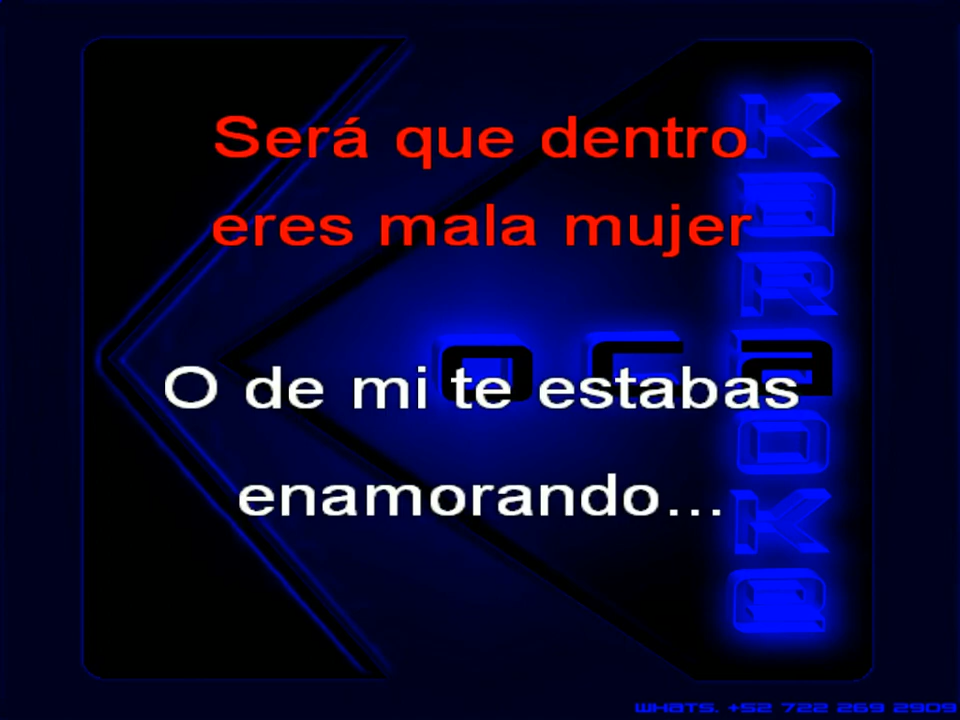 Será que dentro
eres mala mujer
O de mi te estabas
enamorando...
oca
KaRaOKe
WHATS. +52 722 269 2909